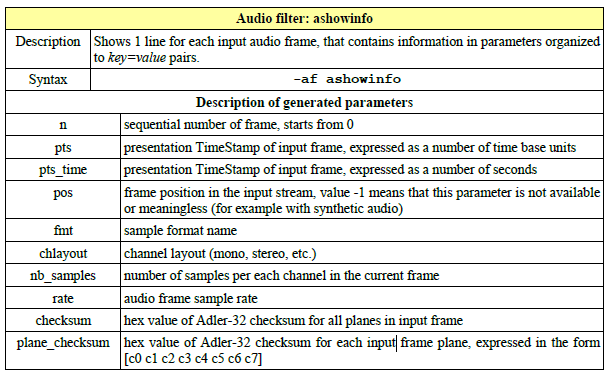 Audio filter: ashowinfo
Description Shows 1 line for each input audio frame, that contains information in parameters organized
to key=value pairs.
Syntax -af ashowinfo
Description of generated parameters
n sequential number of frame, starts from 0
pts presentation TimeStamp of input frame, expressed as a number of time base units
pts_time presentation TimeStamp of input frame, expressed as a number of seconds
pos frame position in the input stream, value -1 means that this parameter is not available
or meaningless (for example with synthetic audio)
fmt sample format name
chlayout channel layout (mono, stereo, etc.)
nb_samples number of samples per each channel in the current frame
rate audio frame sample rate
checksum hex value of Adler-32 checksum for all planes in input frame
plane_checksum hex value of Adler-32 checksum for each input frame plane, expressed in the form
[c0 c1 c2 c3 c4 c5 c6 c7]